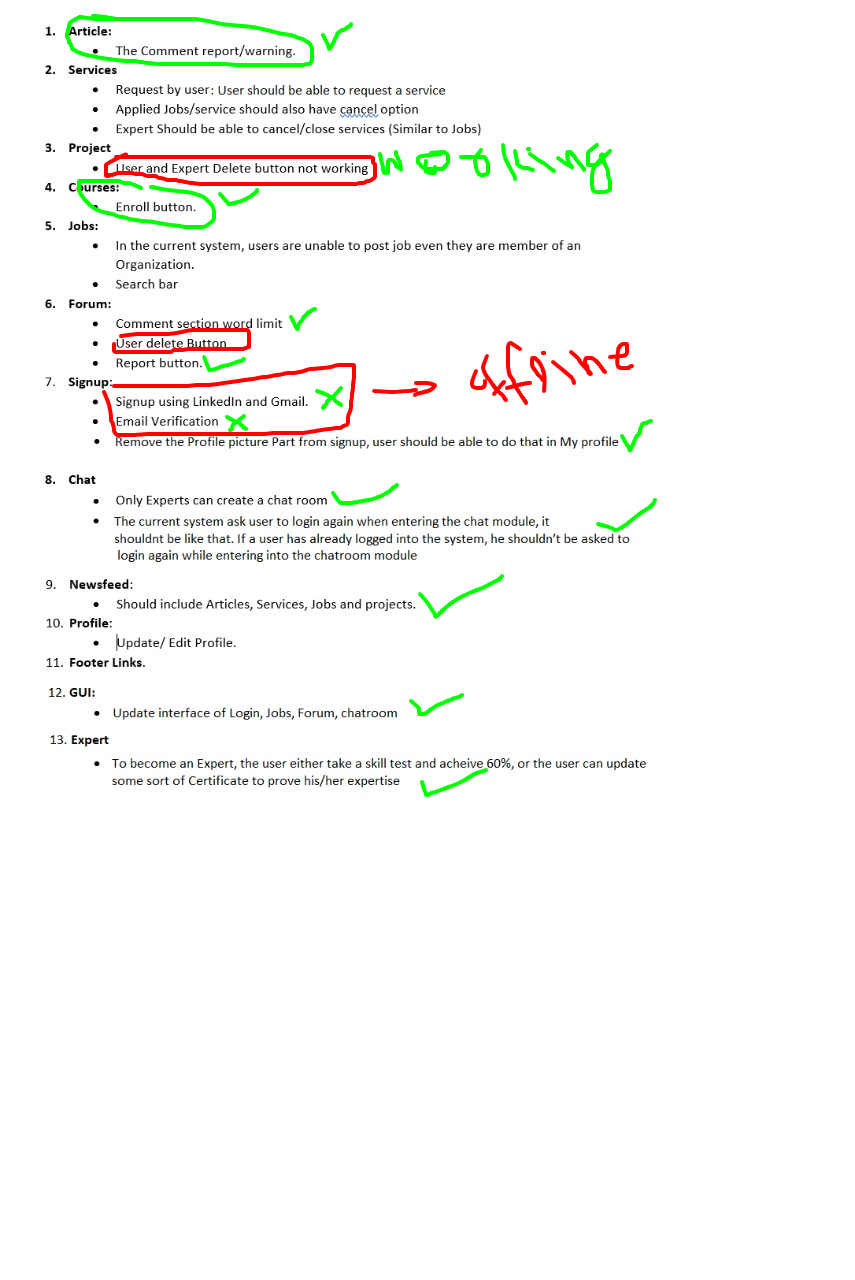 1. Article:
• The Comment report/warning.
2. Services
• Request by user: User should be able to request a service
• Applied Jobs/service should also have cancel option
• Expert Should be able to cancel/close services (Similar to Jobs)
3. Project
• User and Expert Delete button not working working
4. Courses:
• Enroll button.
5. Jobs:
• In the current system, users are unable to post job even they are member of an
Organization.
• Search bar
6. Forum:
• Comment section word limit
• User delete Button
• Report button.
7. Signup:
• Signup using LinkedIn and Gmail.
• Email Verification
• Remove the Profile picture Part from signup, user should be able to do that in My profile
8. Chat
• Only Experts can create a chat room
• The current system ask user to login again when entering the chat module, it
shouldnt be like that. If a user has already logged into the system, he shouldn't be asked to
login again while entering into the chatroom module
9. Newsfeed:
• Should include Articles, Services, Jobs and projects.
10. Profile:
• Update/ Edit Profile.
11. Footer Links.
12. GUI:
• Update interface of Login, Jobs, Forum, chatroom
13. Expert
• To become an Expert, the user either take a skill test and acheive 60%, or the user can update
some sort of Certificate to prove his/her expertise